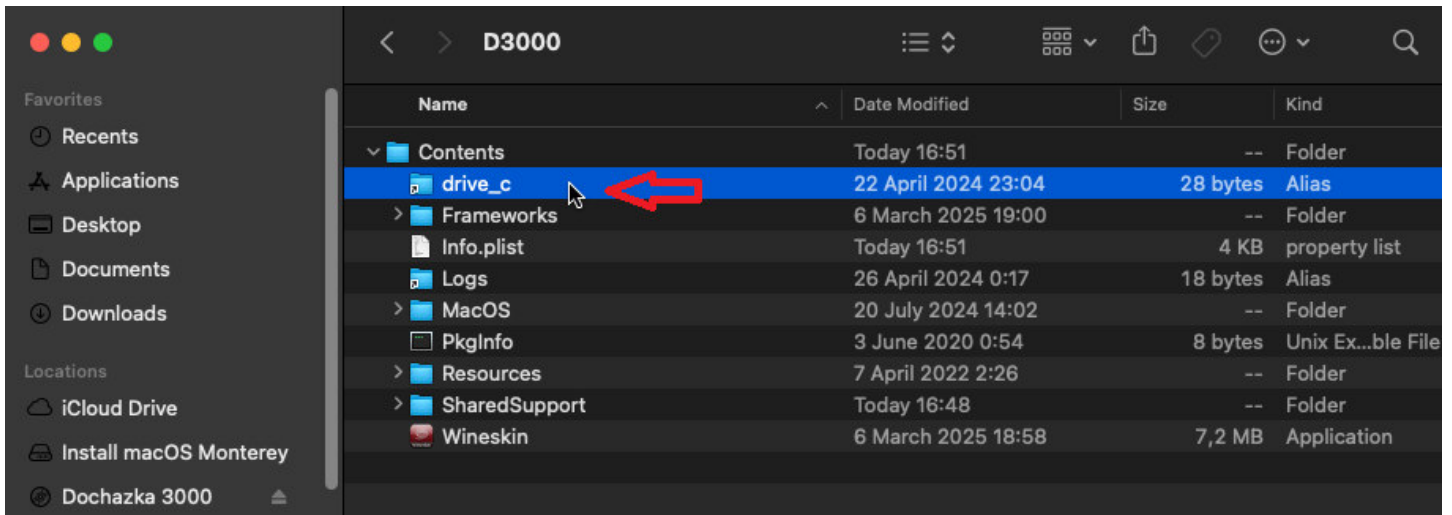 D3000
Favorites
Recents
Applications
Desktop
Documents
Downloads
Locations
iCloud Drive
Install macOS Monterey
Dochazka 3000
Name Date Modified Size Kind
Contents Today 16:51 -- Folder
drive_c 22 April 2024 23:04 28 bytes Alias
Frameworks 6 March 2025 19:00 -- Folder
Info.plist Today 16:51 4 KB property list
Logs 26 April 2024 0:17 18 bytes Alias
MacOS 20 July 2024 14:02 -- Folder
PkgInfo 3 June 2020 0:54 8 bytes Unix Ex...ble File
Resources 7 April 2022 2:26 -- Folder
SharedSupport Today 16:48 -- Folder
Wineskin 6 March 2025 18:58 7,2 MB Application